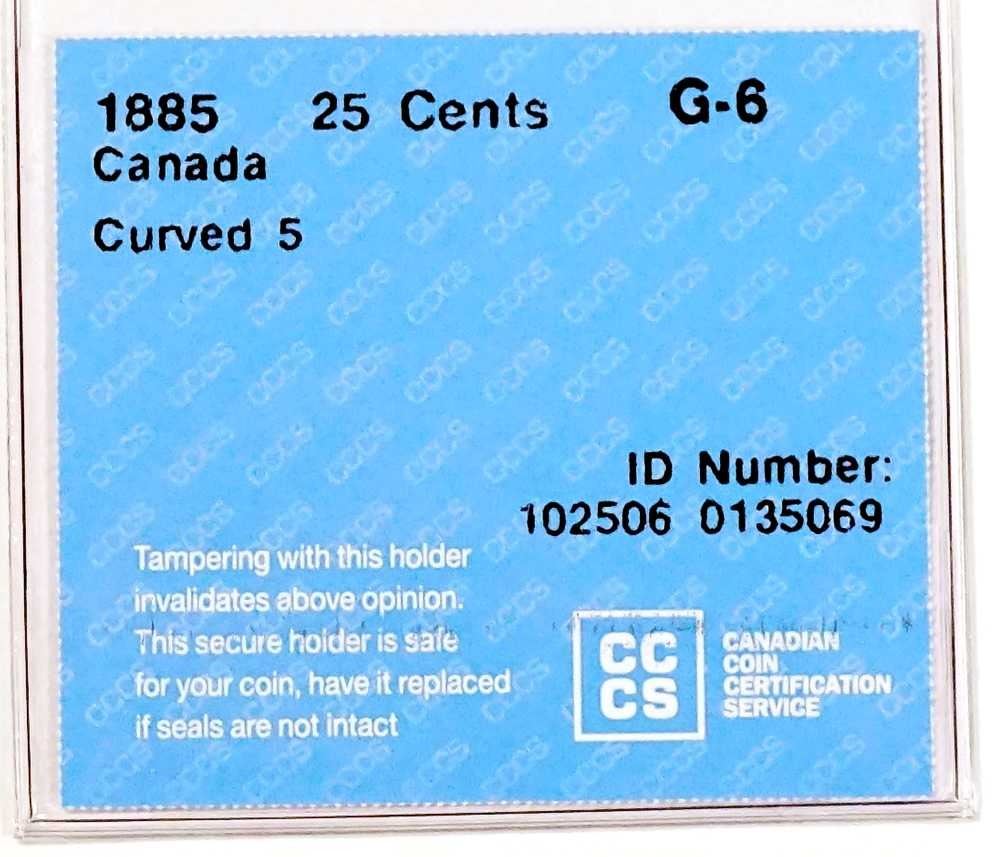 1885 25 Cents G-6
Canada
Curved 5
ID Number:
102506 0135069
Tampering with this holder
invalidates above opinion.
This secure holder is safe
for your coin, have it replaced
if seals are not intact
CC
CS
CANADIAN
COIN
CERTIFICATION
SERVICE